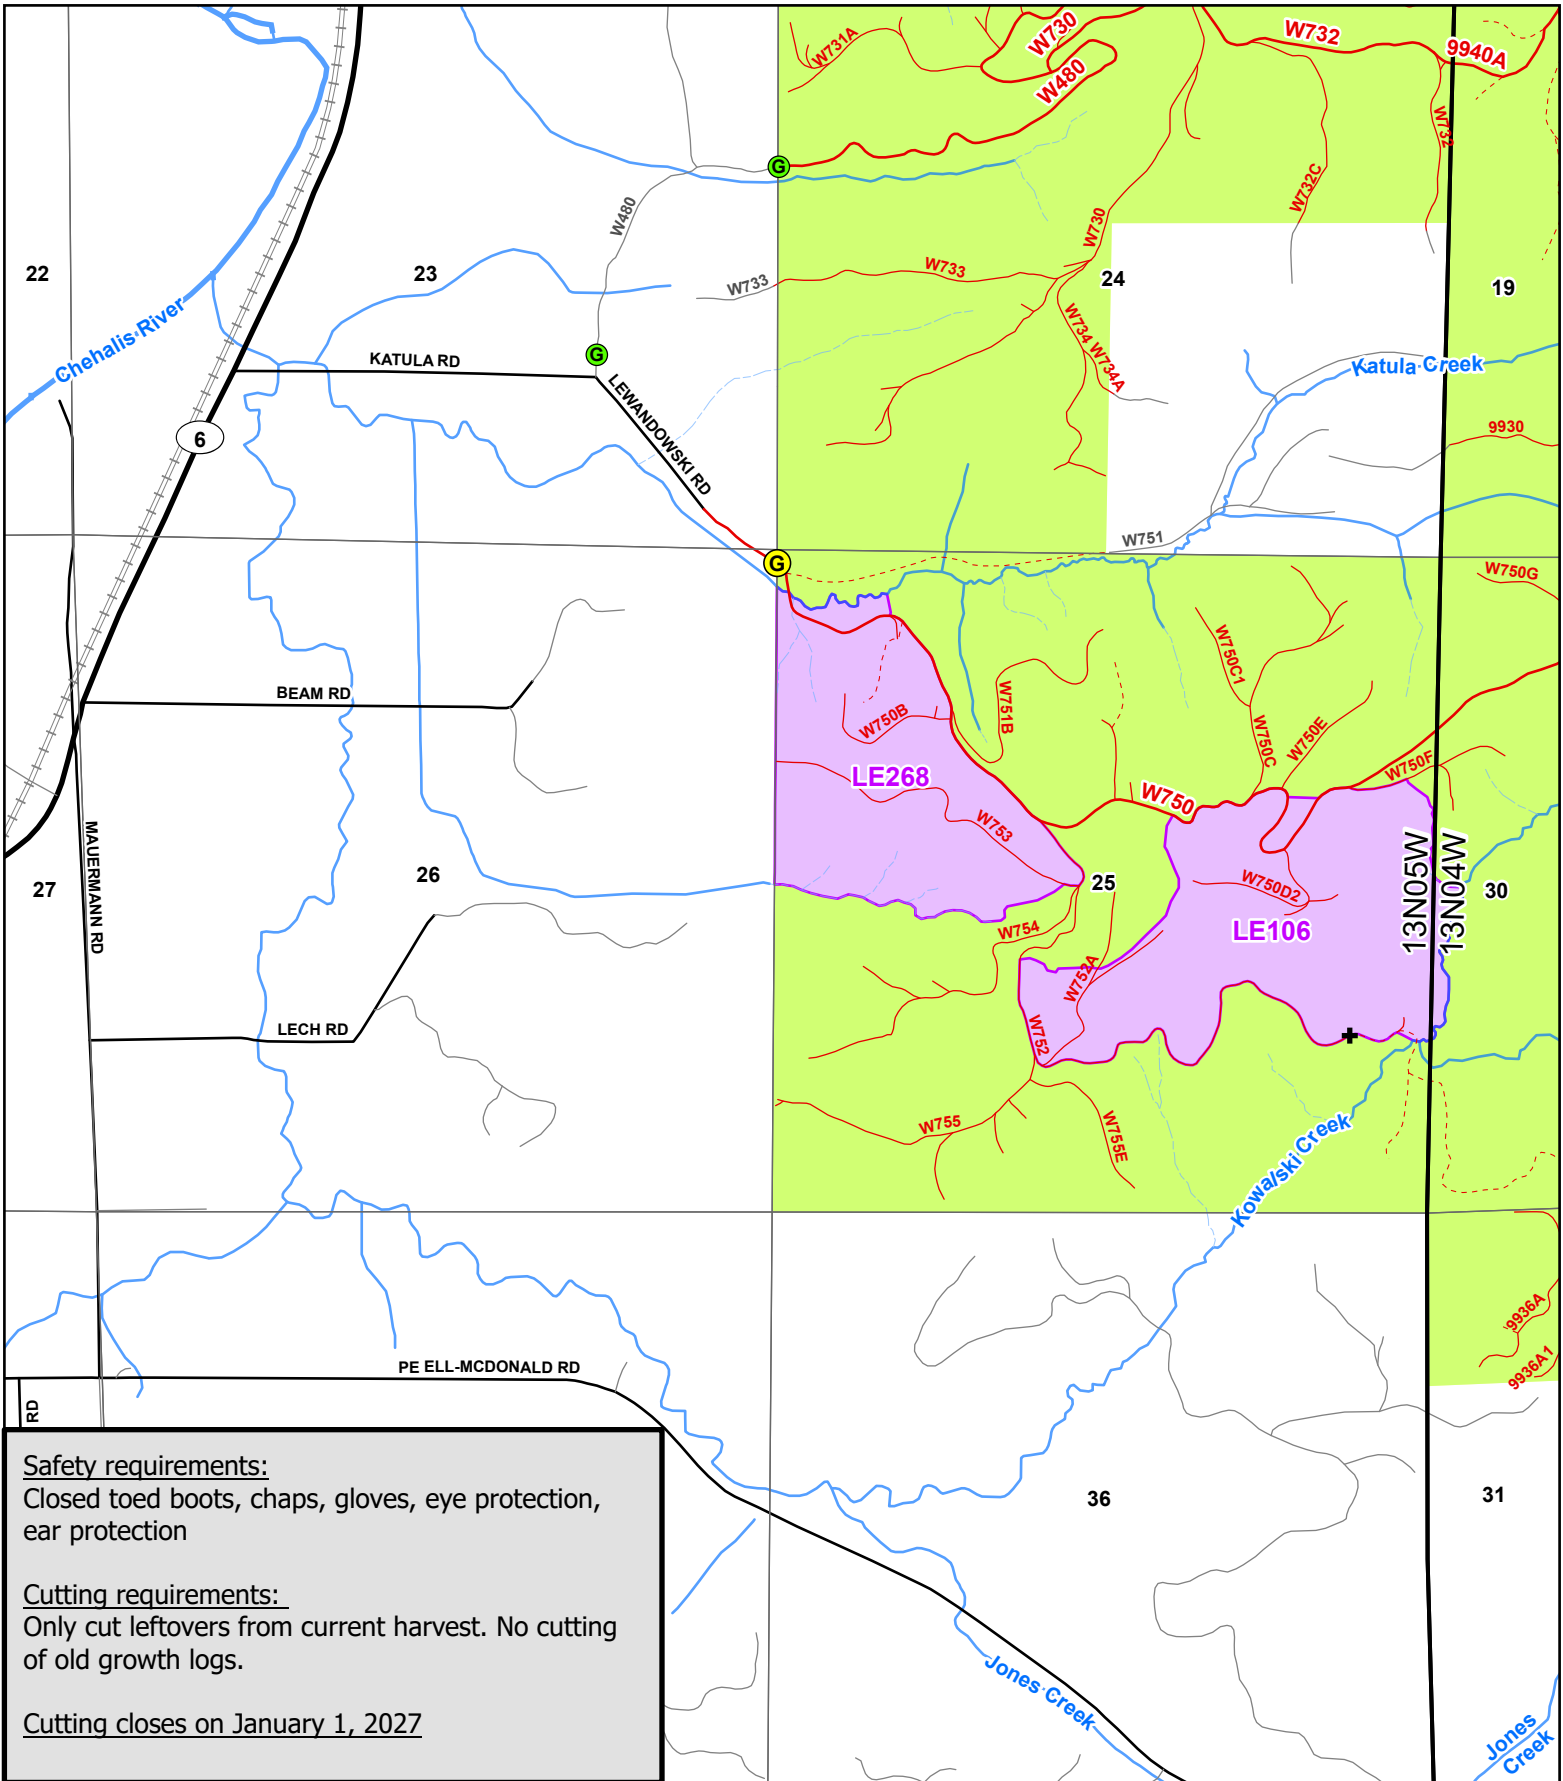 W731A
W730
W480
W732
9940A
W732
W732C
G
W480
W730
22
23
W733
W733
24
19
Chehalis River
G
KATULA RD
W734
W734A
Katula Creek
6
LEWANDOWSKI RD
9930
W751
G
W750G
W750C1
BEAM RD
W750B
W751B
W750C
W750E
LE268
W750
W750F
W753
MAUERMANN RD
27
26
25
W750D2
13N05W
13N04W
30
LE106
W754
W752A
LECH RD
W752
W755
W755E
Kowalski Creek
9936A
9936A1
PE ELL-MCDONALD RD
RD
36
31
Jones Creek
Jones
Creek
Safety requirements:
Closed toed boots, chaps, gloves, eye protection,
ear protection
Cutting requirements:
Only cut leftovers from current harvest. No cutting
of old growth logs.
Cutting closes on January 1, 2027